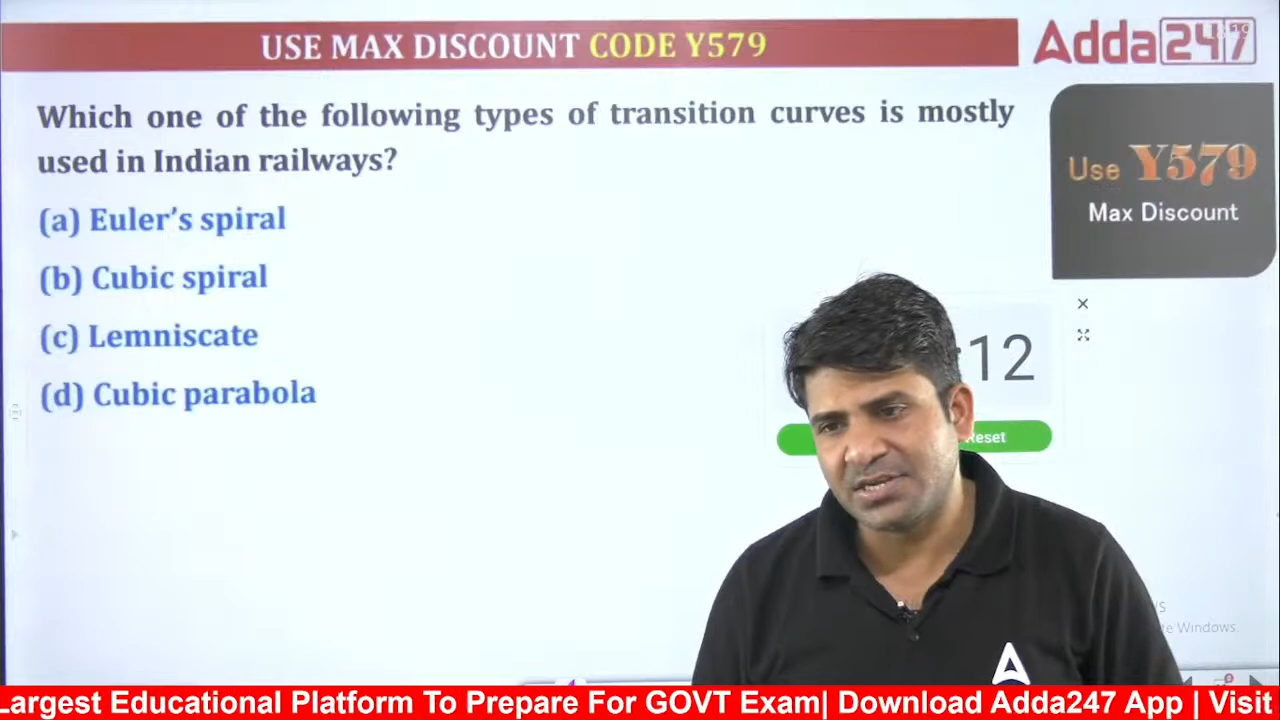 USE MAX DISCOUNT CODE Y579
Adda247
Which one of the following types of transition curves is mostly
used in Indian railways?
Use Y579
Max Discount
(a) Euler's spiral
(b) Cubic spiral
(c) Lemniscate
(d) Cubic parabola
12
Reset
Windows.
Largest Educational Platform To Prepare For GOVT Exam| Download Adda247 App | Visit